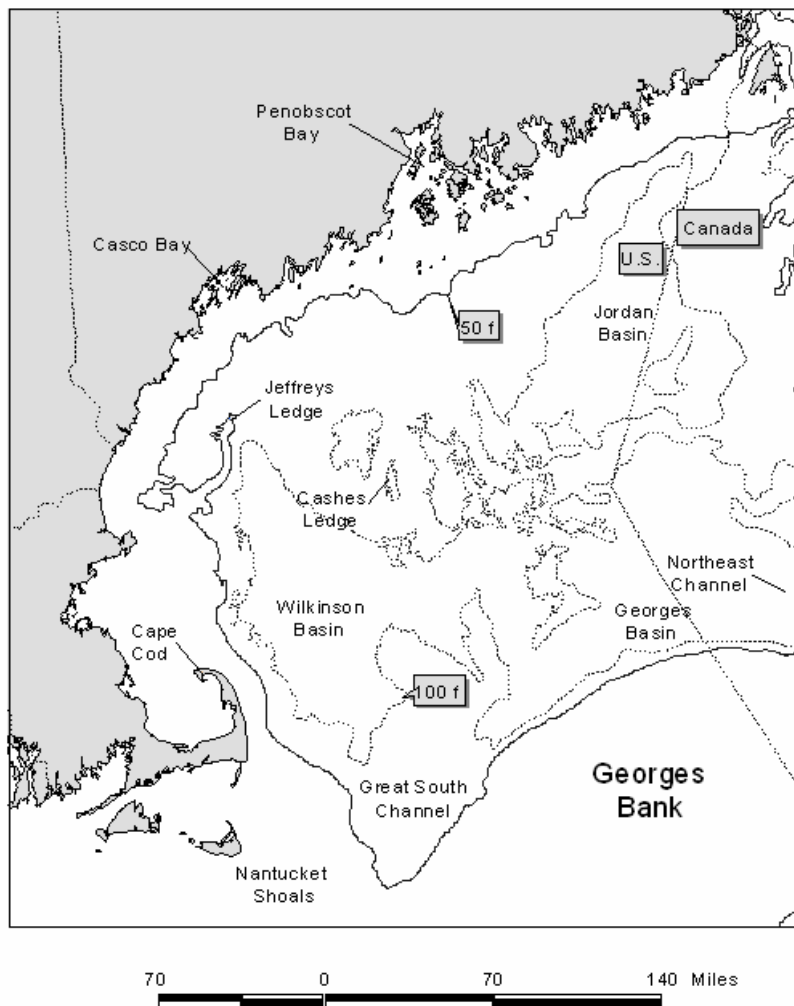 Penobscot
Bay
Casco Bay
Canada
U.S.
Jordan
Basin
50 f
Jeffreys
Ledge
Cashes
Ledge
Northeast
Channel
Wilkinson
Basin
Georges
Basin
Cape
Cod
100 f
Great South
Channel
Georges
Bank
Nantucket
Shoals
70 0 70 140 Miles